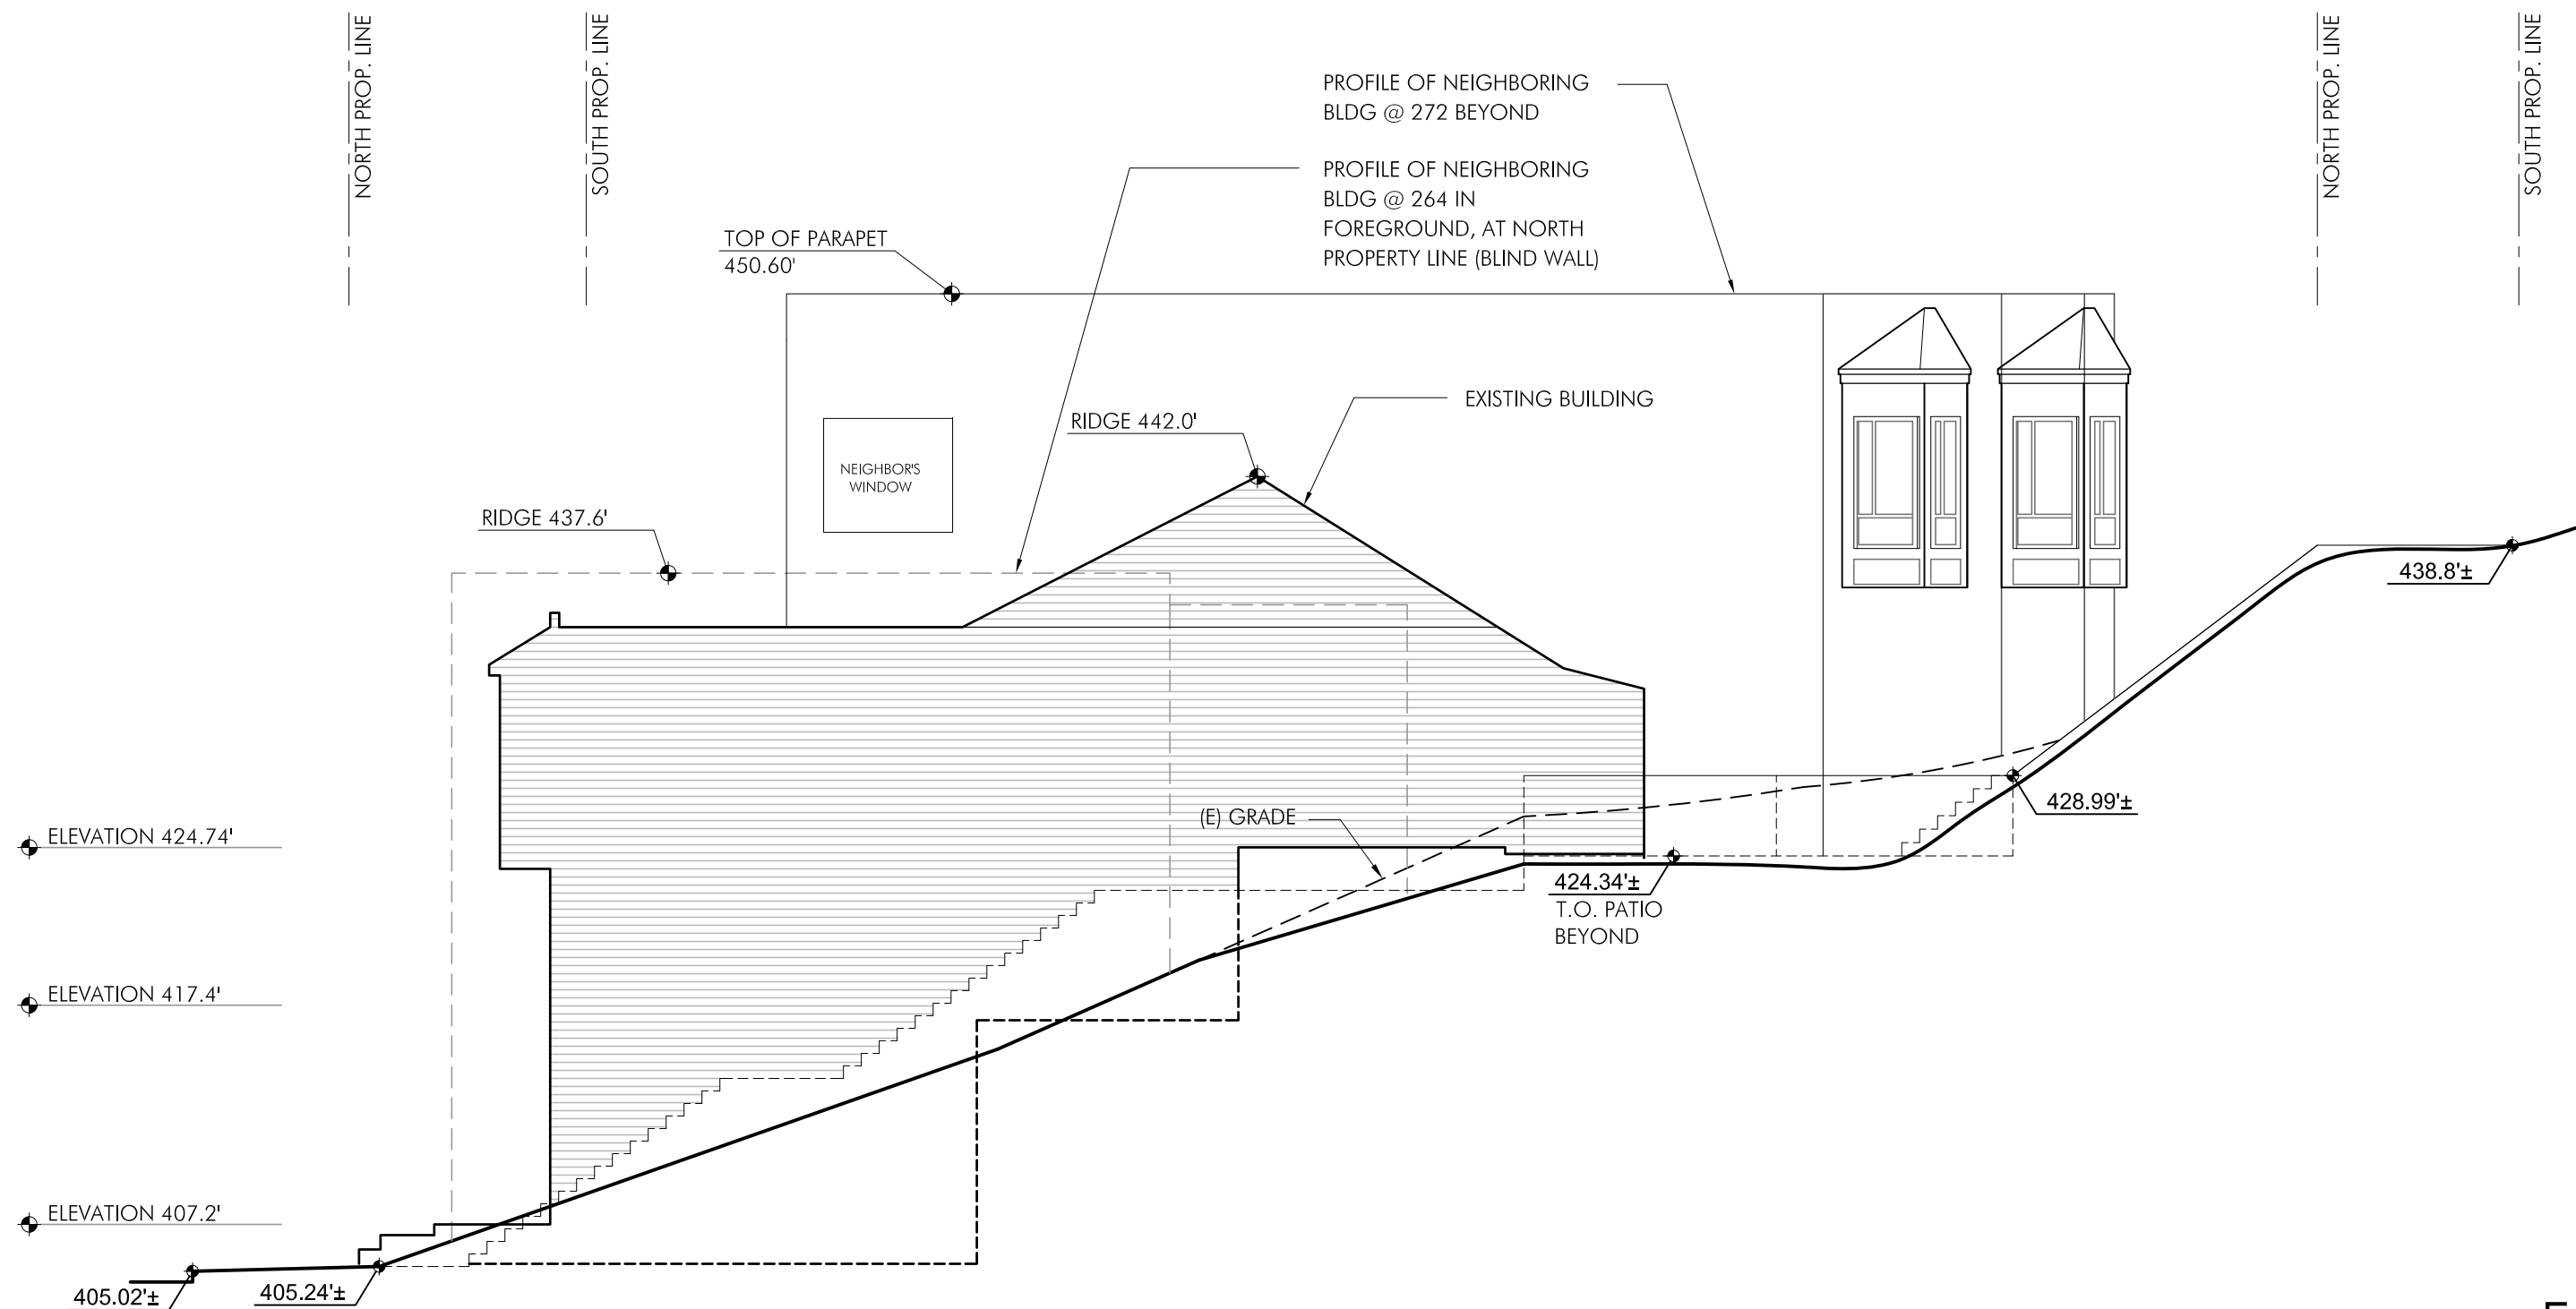 NORTH PROP. LINE
SOUTH PROP. LINE
NORTH PROP. LINE
SOUTH PROP. LINE
PROFILE OF NEIGHBORING
BLDG @ 272 BEYOND
PROFILE OF NEIGHBORING
BLDG @ 264 IN
FOREGROUND, AT NORTH
PROPERTY LINE (BLIND WALL)
TOP OF PARAPET
450.60'
EXISTING BUILDING
RIDGE 442.0'
NEIGHBOR'S
WINDOW
RIDGE 437.6'
438.8'±
428.99'±
(E) GRADE
ELEVATION 424.74'
424.34'±
T.O. PATIO
BEYOND
ELEVATION 417.4'
ELEVATION 407.2'
405.02'±
405.24'±